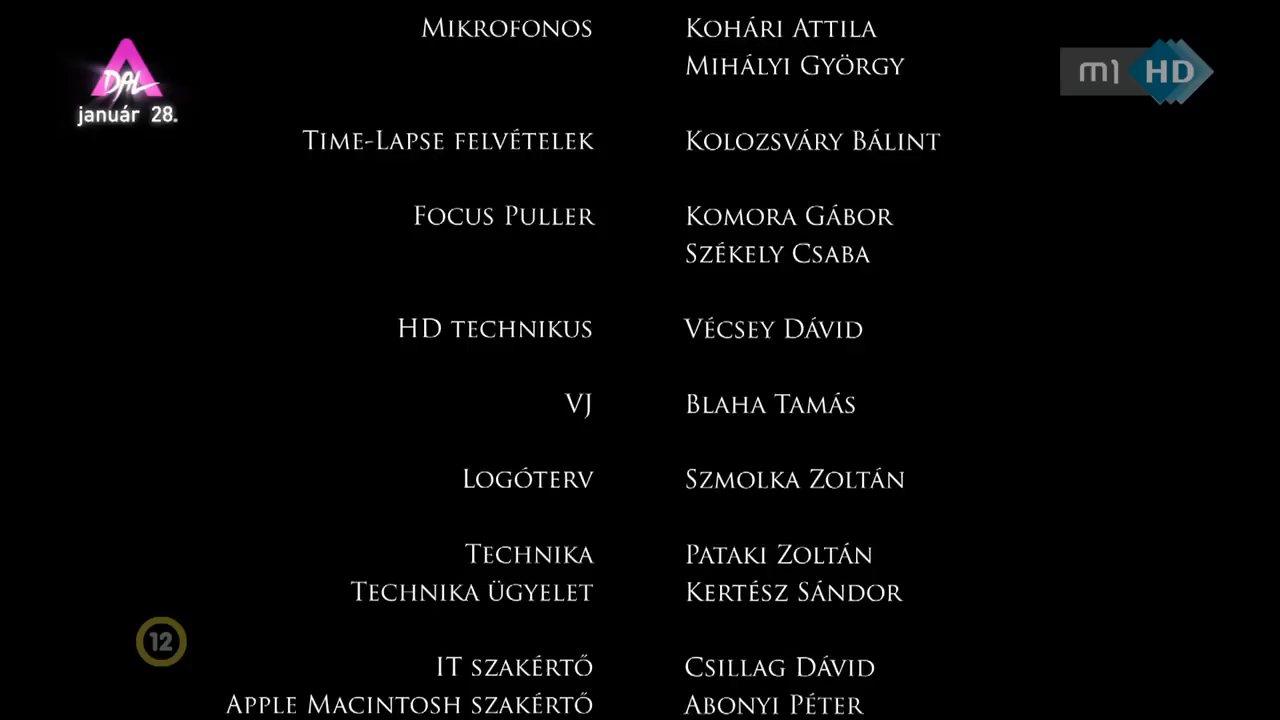 Mikrofonos Kohári Attila
Mihályi György
A DAL
január 28.
m1 HD
Time-Lapse felvételek Kolozsváry Bálint
Focus Puller Komora Gábor
Székely Csaba
HD technikus Vécsey Dávid
VJ Blaha Tamás
Logóterv Szmolka Zoltán
Technika Pataki Zoltán
Technika ügyelet Kertész Sándor
12
IT szakértő Csillag Dávid
Apple Macintosh szakértő Abonyi Péter